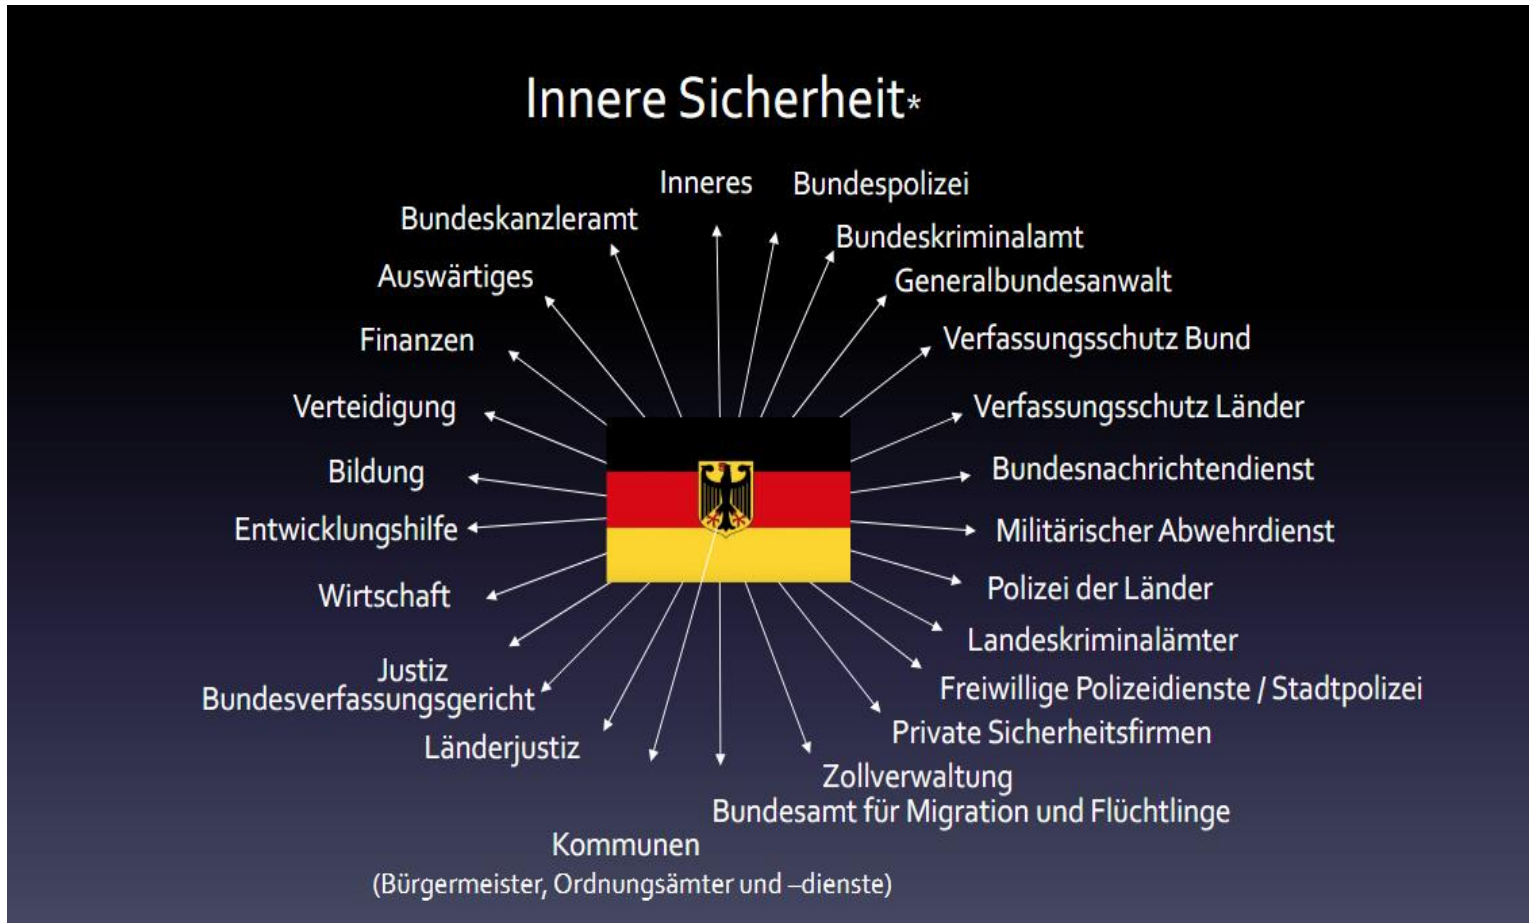 Innere Sicherheit*
Inneres
Bundespolizei
Bundeskanzleramt
Bundeskriminalamt
Auswärtiges
Generalbundesanwalt
Finanzen
Verfassungsschutz Bund
Verteidigung
Verfassungsschutz Länder
Bildung
Bundesnachrichtendienst
Entwicklungshilfe
Militärischer Abwehrdienst
Wirtschaft
Polizei der Länder
Landeskriminalämter
Justiz
Freiwillige Polizeidienste / Stadtpolizei
Bundesverfassungsgericht
Private Sicherheitsfirmen
Länderjustiz
Zollverwaltung
Bundesamt für Migration und Flüchtlinge
Kommunen
(Bürgermeister, Ordnungsämter und –dienste)